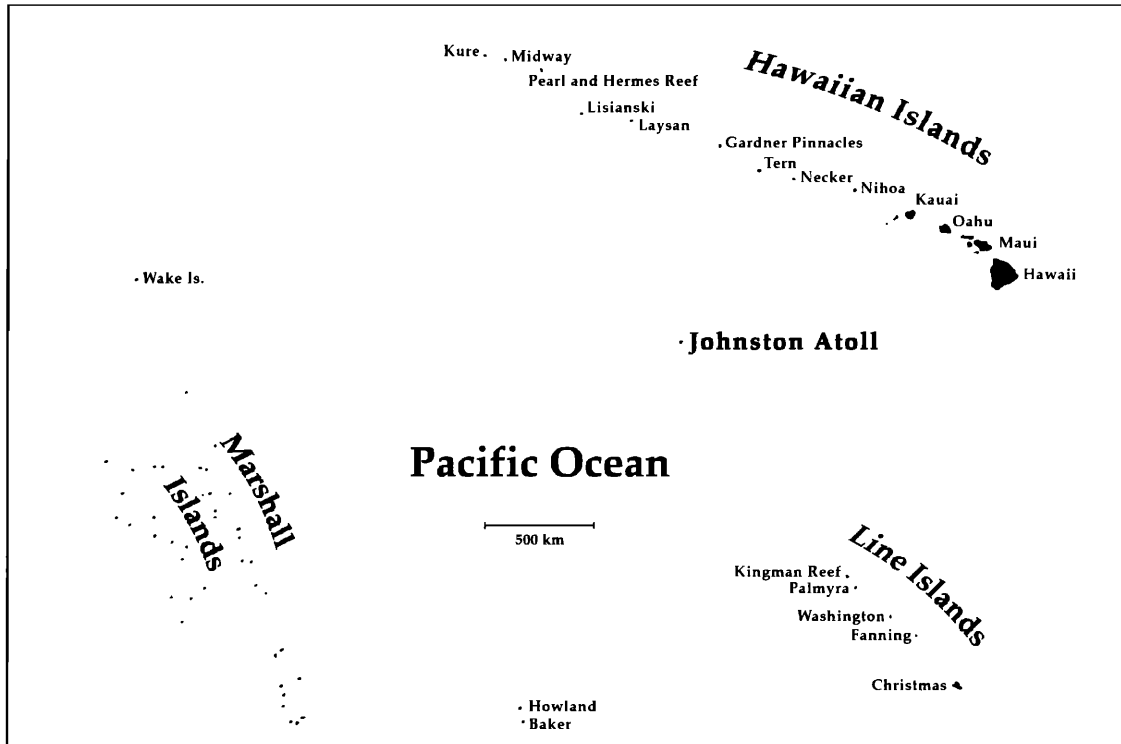 Kure
Midway
Pearl and Hermes Reef
Lisianski
Laysan
Hawaiian Islands
Gardner Pinnacles
Tern
Necker
Nihoa
Kauai
Oahu
Maui
Hawaii
Wake Is.
Johnston Atoll
Marshall
Islands
Pacific Ocean
500 km
Line Islands
Kingman Reef
Palmyra
Washington
Fanning
Christmas
Howland
Baker